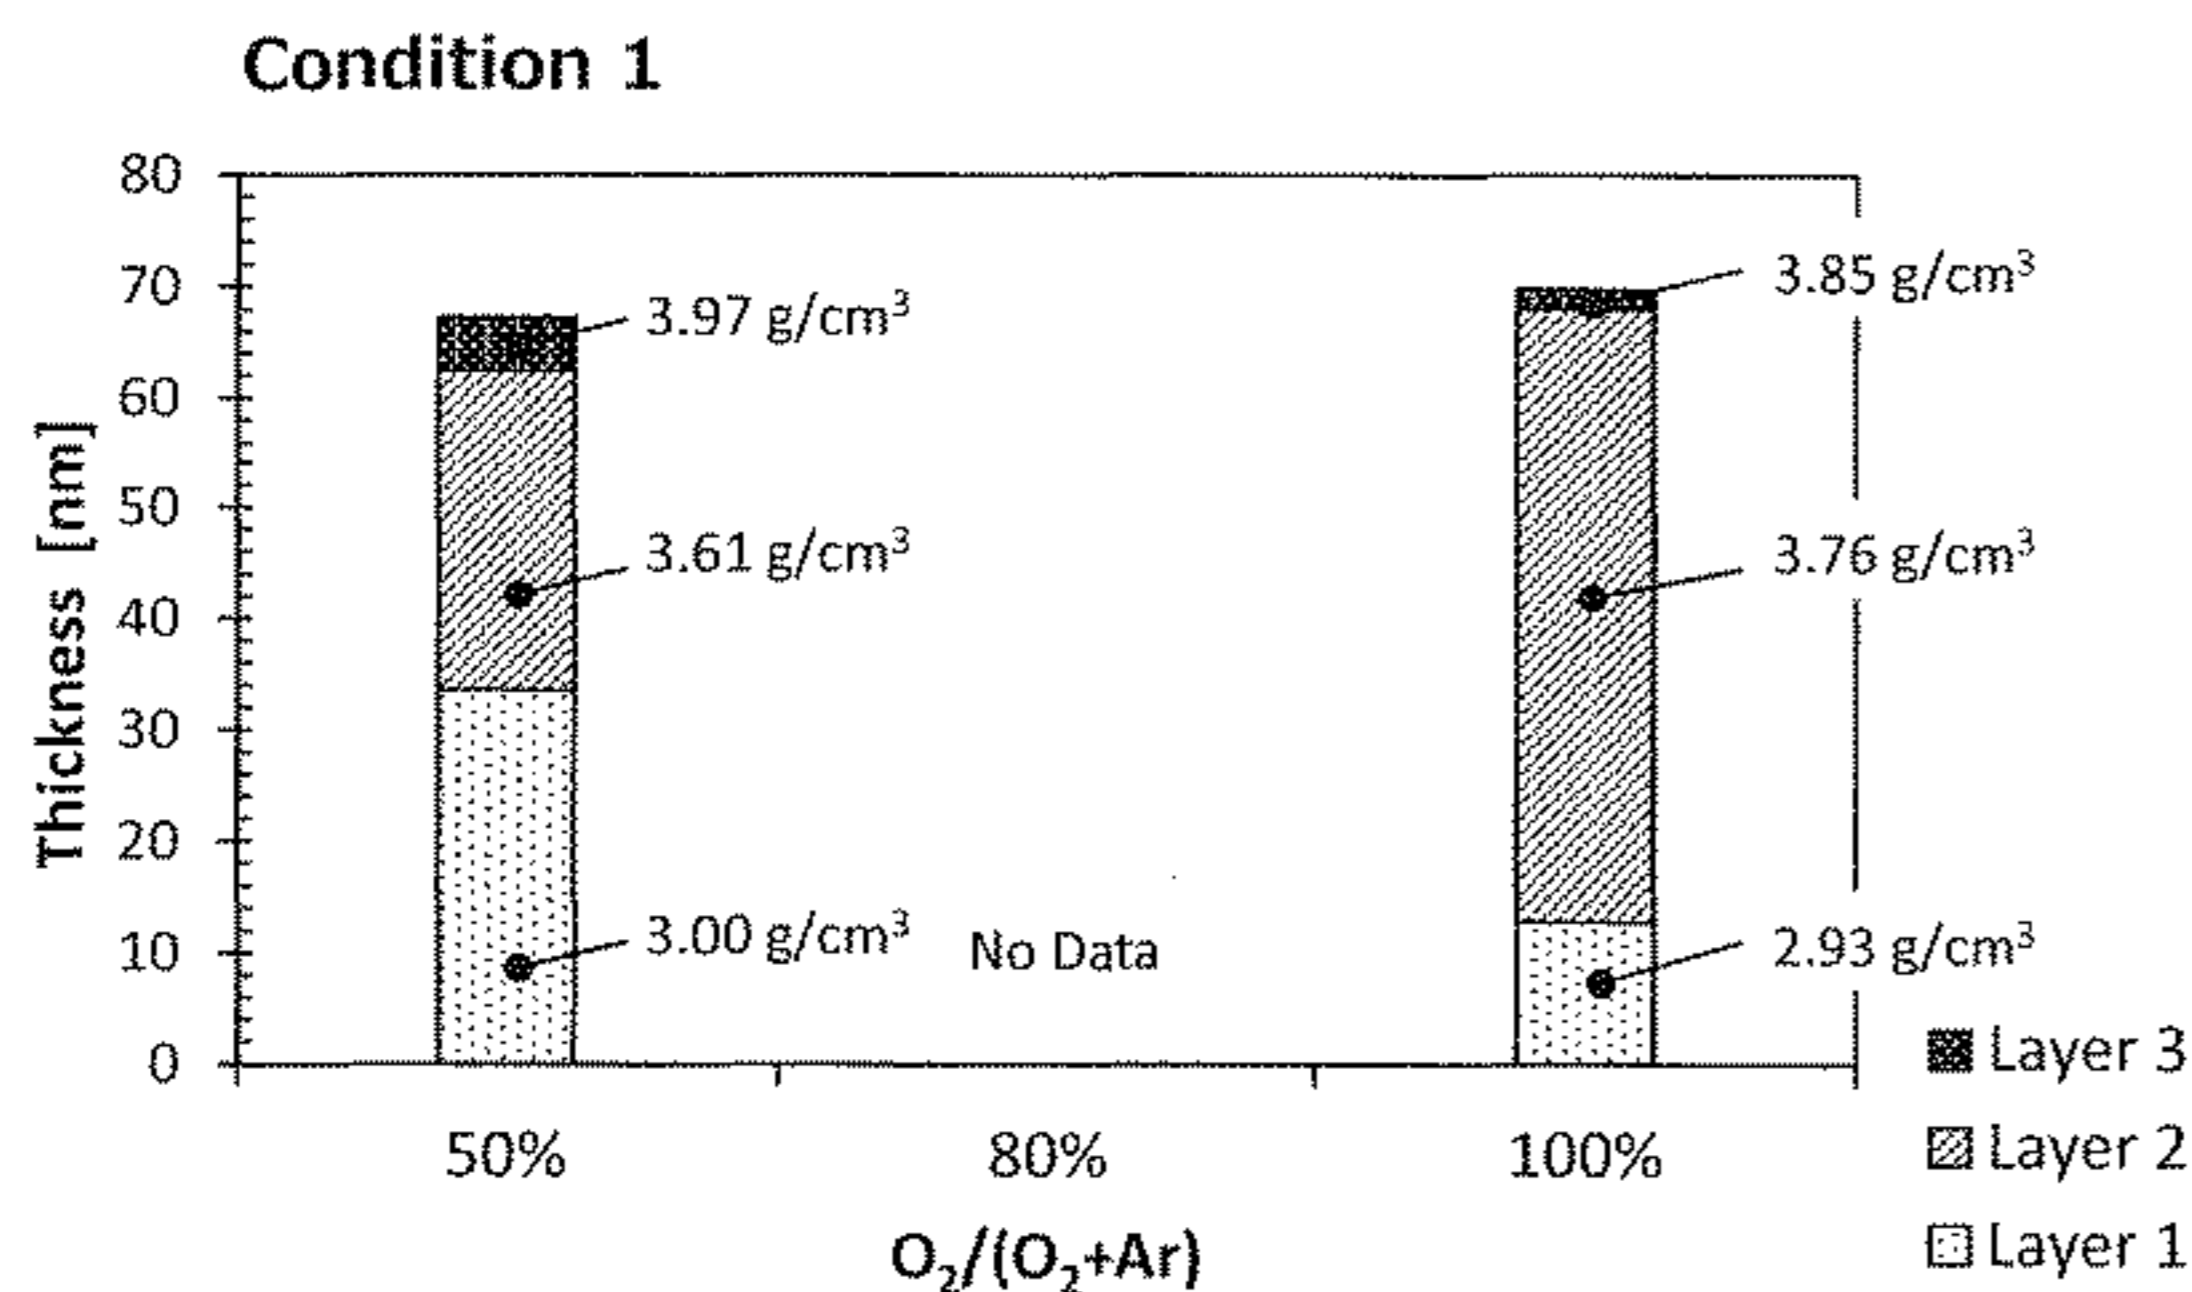 Condition 1
80
70
60
50
40
30
20
10
0
Thickness [nm]
3.97 g/cm³
3.61 g/cm³
3.00 g/cm³
No Data
3.85 g/cm³
3.76 g/cm³
2.93 g/cm³
50%
80%
100%
O₂/(O₂+Ar)
Layer 3
Layer 2
Layer 1